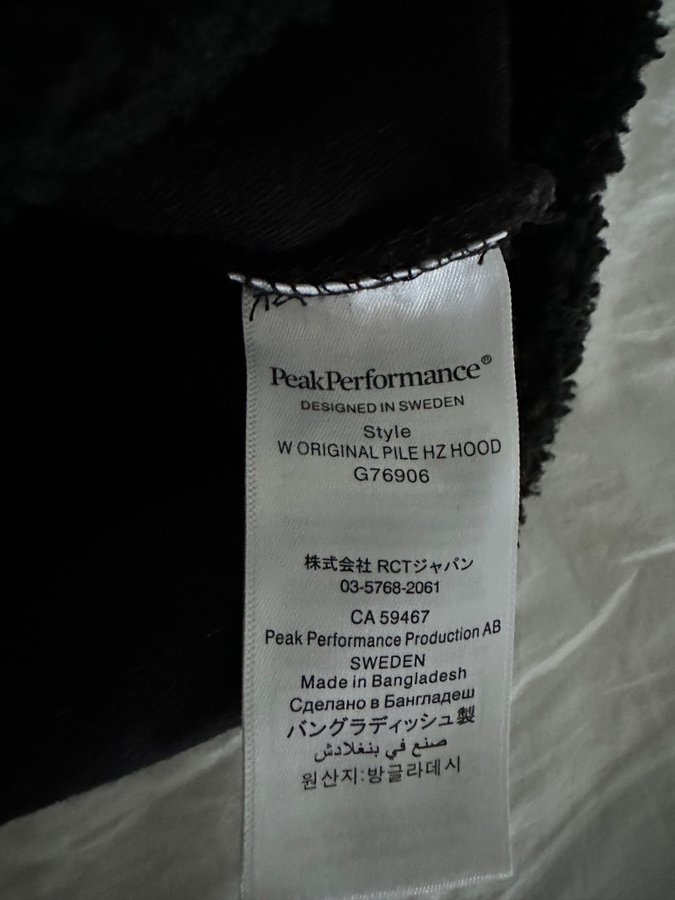 PeakPerformance®
DESIGNED IN SWEDEN
Style
W ORIGINAL PILE HZ HOOD
G76906
株式会社 RCTジャパン
03-5768-2061
CA 59467
Peak Performance Production AB
SWEDEN
Made in Bangladesh
Сделано в Бангладеш
バングラディッシュ製
صنع في بنغلادش
원산지:방글라데시